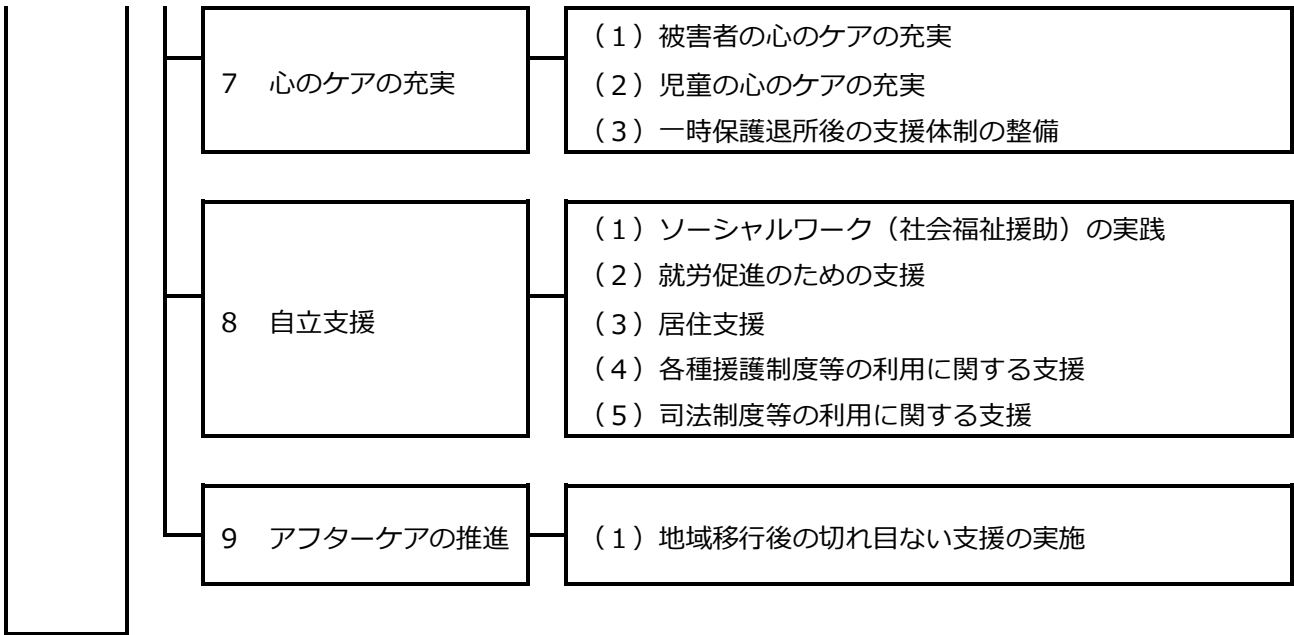 7　心のケアの充実
（1）被害者の心のケアの充実
（2）児童の心のケアの充実
（3）一時保護退所後の支援体制の整備
8　自立支援
（1）ソーシャルワーク（社会福祉援助）の実践
（2）就労促進のための支援
（3）居住支援
（4）各種援護制度等の利用に関する支援
（5）司法制度等の利用に関する支援
9　アフターケアの推進
（1）地域移行後の切れ目ない支援の実施